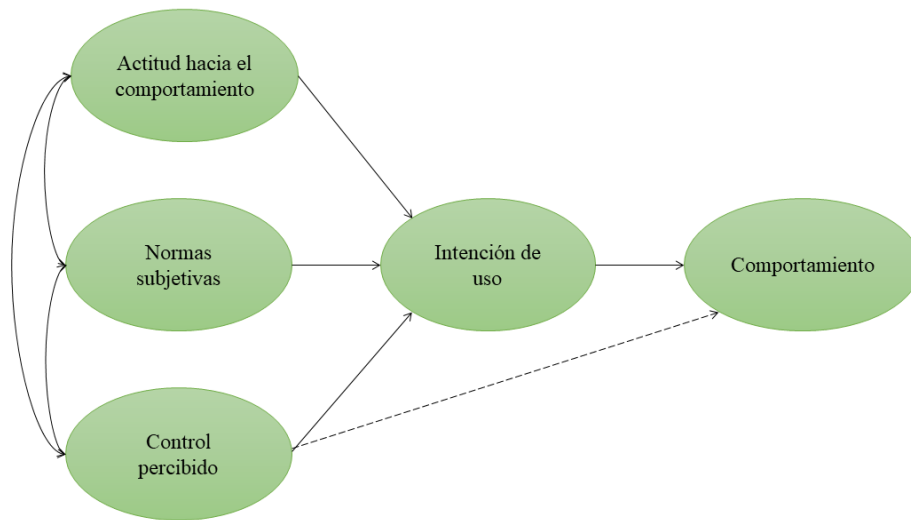 Actitud hacia el
comportamiento
Normas
subjetivas
Intención de
uso
Comportamiento
Control
percibido